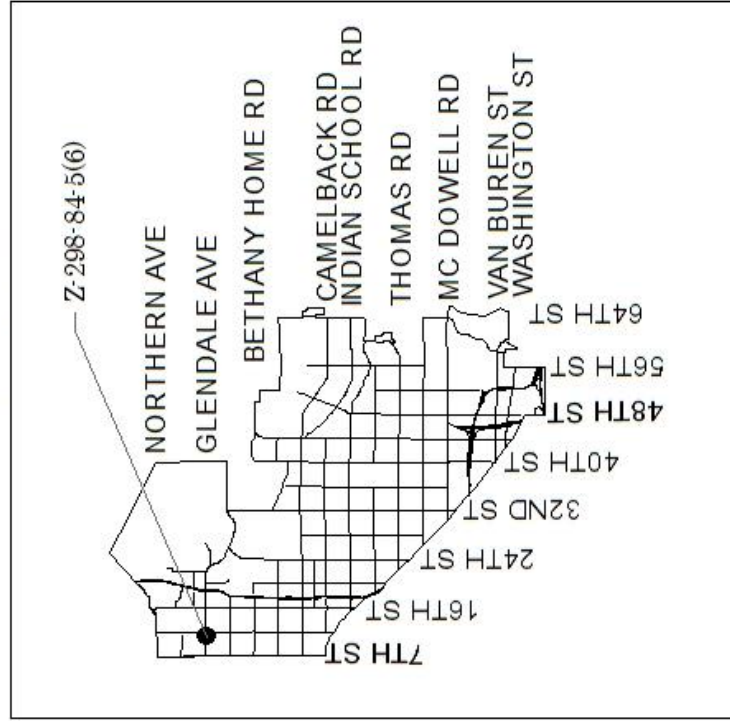 Z-298-84-5(6)
NORTHERN AVE
GLENDALE AVE
BETHANY HOME RD
CAMELBACK RD
INDIAN SCHOOL RD
THOMAS RD
MC DOWELL RD
VAN BUREN ST
WASHINGTON ST
64TH ST
56TH ST
48TH ST
40TH ST
32ND ST
24TH ST
16TH ST
7TH ST